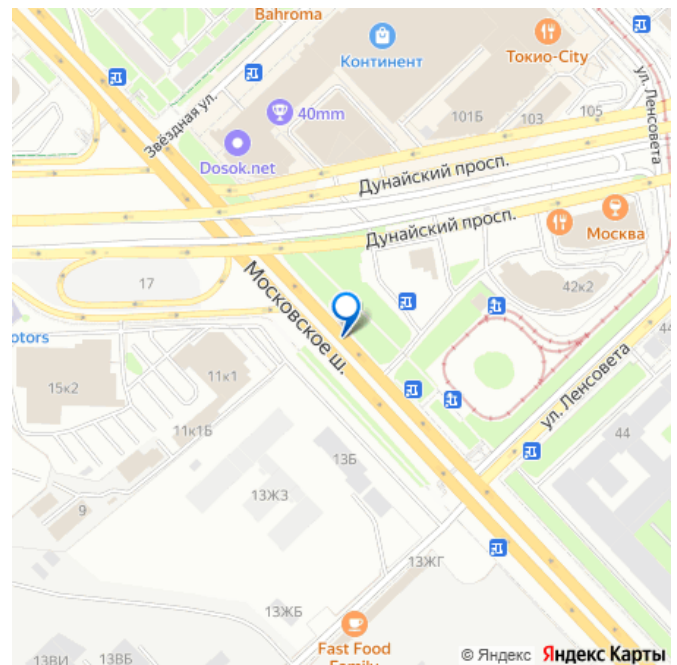 Bahroma
Континент
Токио-City
ул. Ленсовета
Звёздная ул.
40mm
101Б
103
105
Dosok.net
Дунайский просп.
Дунайский просп.
Москва
17
Московское ш.
42к2
otors
15к2
11к1
ул. Ленсовета
44
11к1Б
13Б
44
13ЖЗ
9
13ЖГ
13ЖБ
Fast Food
Family
13ВИ
13ВБ
© Яндекс Яндекс Карты